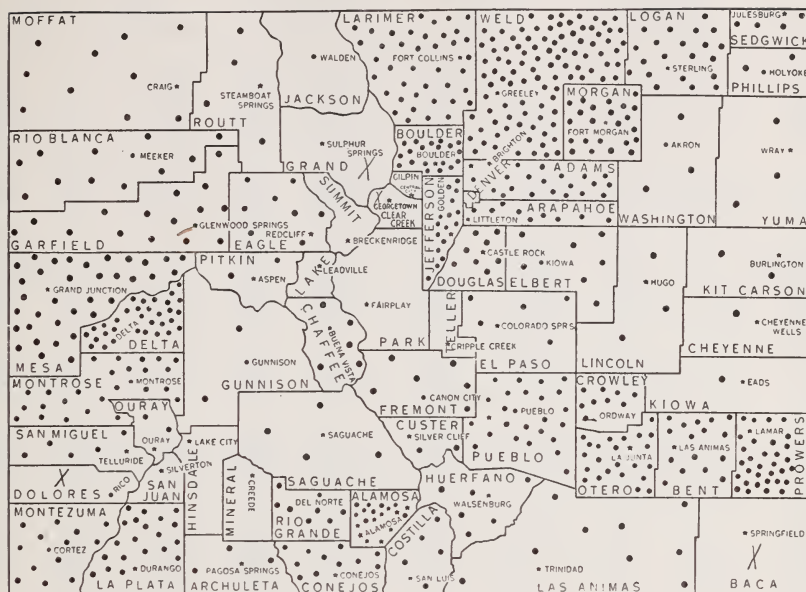 MOFFAT
LARIMER
WELD
LOGAN
JULESBURG
SEDGWICK
WALDEN
FORT COLLINS
STERLING
HOLYOKE
CRAIG
STEAMBOAT
SPRINGS
GREELEY
MORGAN
PHILLIPS
ROUTT
JACKSON
RIO BLANCA
SULPHUR
SPRINGS
BOULDER
FORT MORGAN
AKRON
WRAY
MEEKER
BOULDER
BRIGHTON
X
GRAND
GILPIN
CENTRAL
CITY
DENVER
ADAMS
SUMMIT
GEORGETOWN
CLEAR
CREEK
JEFFERSON
GOLDEN
ARAPAHOE
GLENWOOD SPRINGS
REDCLIFF
LITTLETON
WASHINGTON
YUMA
GARFIELD
EAGLE
BRECKENRIDGE
PITKIN
CASTLE ROCK
KIOWA
BURLINGTON
ASPEN
LAKE
LEADVILLE
DOUGLAS
ELBERT
HUGO
KIT CARSON
GRAND JUNCTION
FAIRPLAY
TELLER
COLORADO SPRS.
CHEYENNE
WELLS
DELTA
DELTA
CHAFFEE
BUENA VISTA
PARK
CRIPPLE CREEK
LINCOLN
CHEYENNE
MESA
GUNNISON
EL PASO
MONTROSE
MONTROSE
GUNNISON
CANON CITY
CROWLEY
EADS
OURAY
FREMONT
PUEBLO
ORDWAY
KIOWA
SAN MIGUEL
OURAY
LAKE CITY
SAGUACHE
CUSTER
SILVER CLIFF
LAMAR
TELLURIDE
PUEBLO
LA JUNTA
LAS ANIMAS
PROWERS
X
SILVERTON
SAGUACHE
HUERFANO
DOLORES
RICO
SAN
JUAN
HINSDALE
MINERAL
CREEDE
DEL NORTE
ALAMOSA
OTERO
BENT
MONTEZUMA
RIO
GRANDE
ALAMOSA
COSTILLA
WALSENBURG
CORTEZ
SPRINGFIELD
DURANGO
PAGOSA SPRINGS
CONEJOS
SAN LUIS
TRINIDAD
X
LA PLATA
ARCHULETA
CONEJOS
LAS ANIMAS
BACA